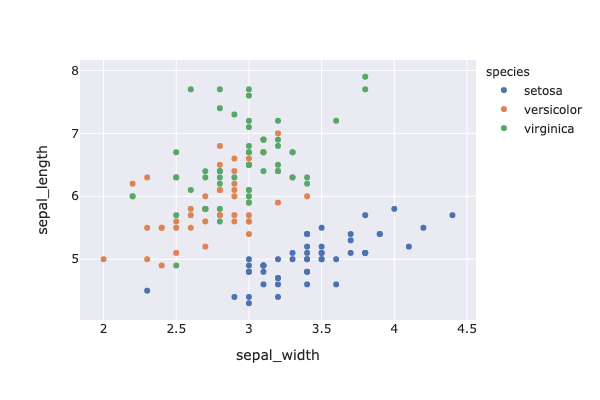 species
setosa
versicolor
virginica
8
7
6
5
sepal_length
2
2.5
3
3.5
4
4.5
sepal_width